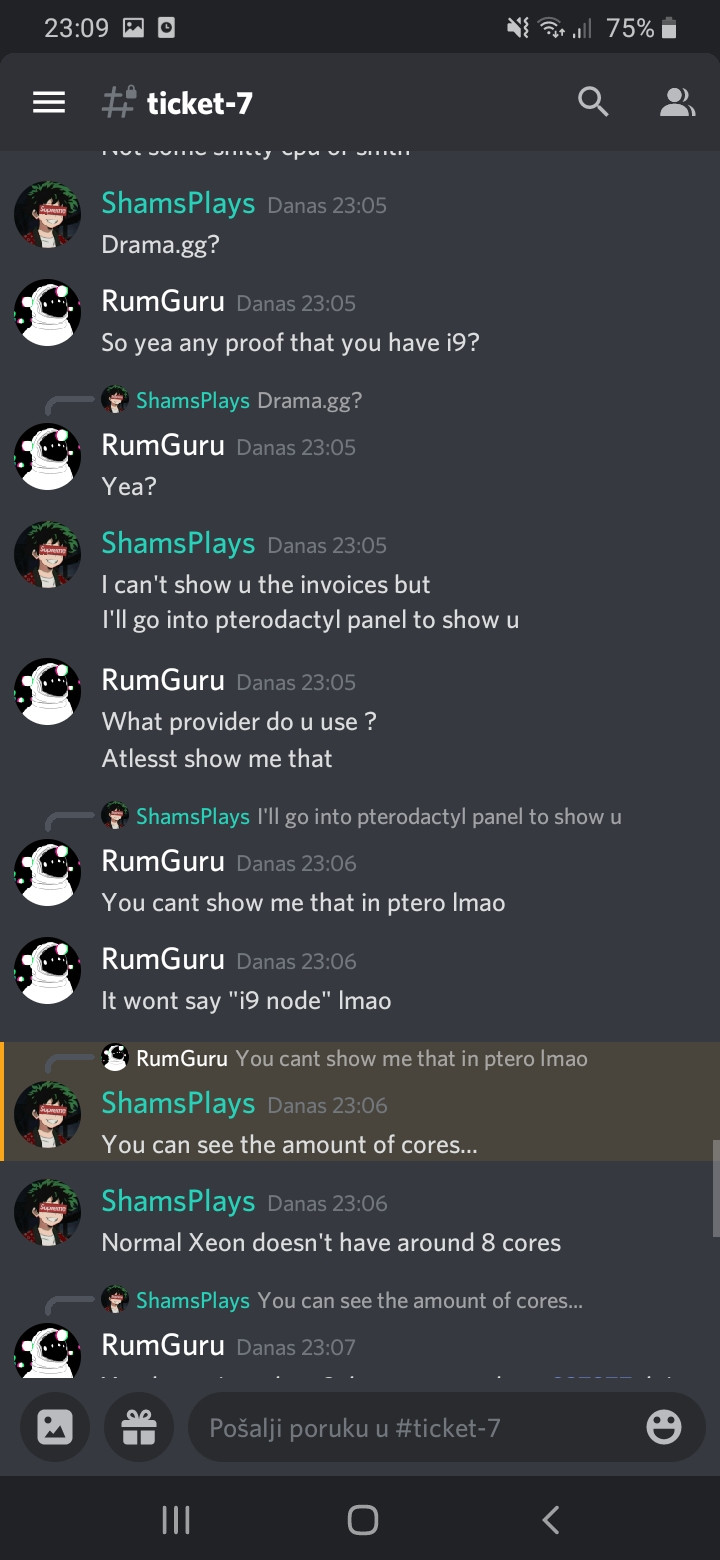 23:09
75%
# ticket-7
Not some shitty cpu or smth
ShamsPlays Danas 23:05
Drama.gg?
RumGuru Danas 23:05
So yea any proof that you have i9?
ShamsPlays Drama.gg?
RumGuru Danas 23:05
Yea?
ShamsPlays Danas 23:05
I can't show u the invoices but
I'll go into pterodactyl panel to show u
RumGuru Danas 23:05
What provider do u use ?
Atlesst show me that
ShamsPlays I'll go into pterodactyl panel to show u
RumGuru Danas 23:06
You cant show me that in ptero lmao
RumGuru Danas 23:06
It wont say "i9 node" lmao
RumGuru You cant show me that in ptero lmao
ShamsPlays Danas 23:06
You can see the amount of cores...
ShamsPlays Danas 23:06
Normal Xeon doesn't have around 8 cores
ShamsPlays You can see the amount of cores...
RumGuru Danas 23:07
Pošalji poruku u #ticket-7